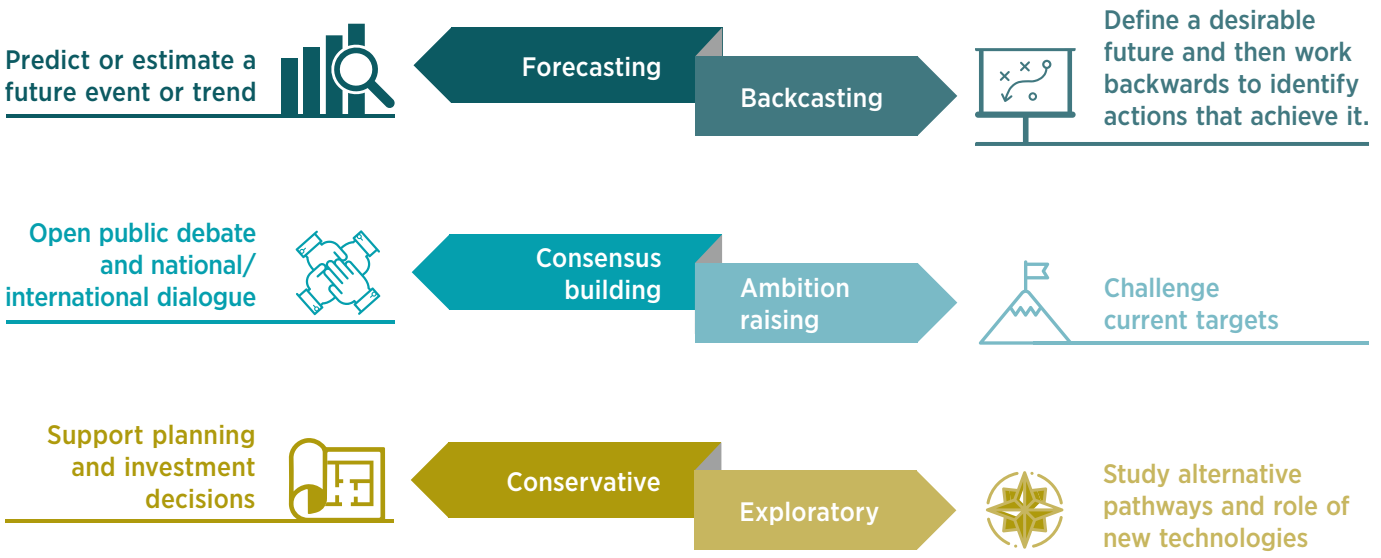 Predict or estimate a
future event or trend
Forecasting
Backcasting
Define a desirable
future and then work
backwards to identify
actions that achieve it.
Open public debate
and national/
international dialogue
Consensus
building
Ambition
raising
Challenge
current targets
Support planning
and investment
decisions
Conservative
Exploratory
Study alternative
pathways and role of
new technologies